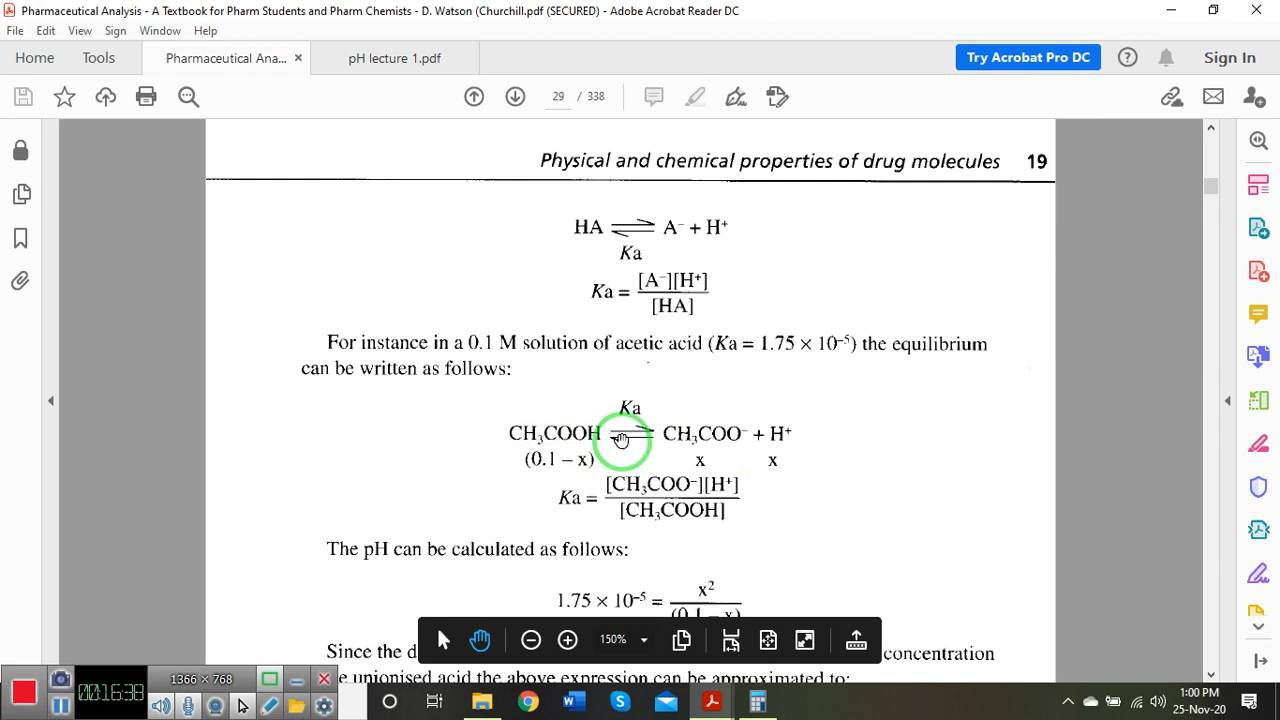 Pharmaceutical Analysis - A Textbook for Pharm Students and Pharm Chemists - D. Watson (Churchill.pdf (SECURED) - Adobe Acrobat Reader DC
File Edit View Sign Window Help
Home Tools Pharmaceutical Ana... × pH lecture 1.pdf Try Acrobat Pro DC Sign In
29 / 338
Physical and chemical properties of drug molecules 19
HA ⇌ A⁻ + H⁺
Ka
Ka = [A⁻][H⁺]
[HA]
For instance in a 0.1 M solution of acetic acid (Ka = 1.75 × 10⁻⁵) the equilibrium
can be written as follows:
Ka
CH₃COOH ⇌ CH₃COO⁻ + H⁺
(0.1 – x) x x
Ka = [CH₃COO⁻][H⁺]
[CH₃COOH]
The pH can be calculated as follows:
1.75 × 10⁻⁵ = x²
(0.1 – x)
150%
Since the d concentration
e unionised acid the above expression can be approximated to:
00:16:38 1366 × 768
1:00 PM
25-Nov-20